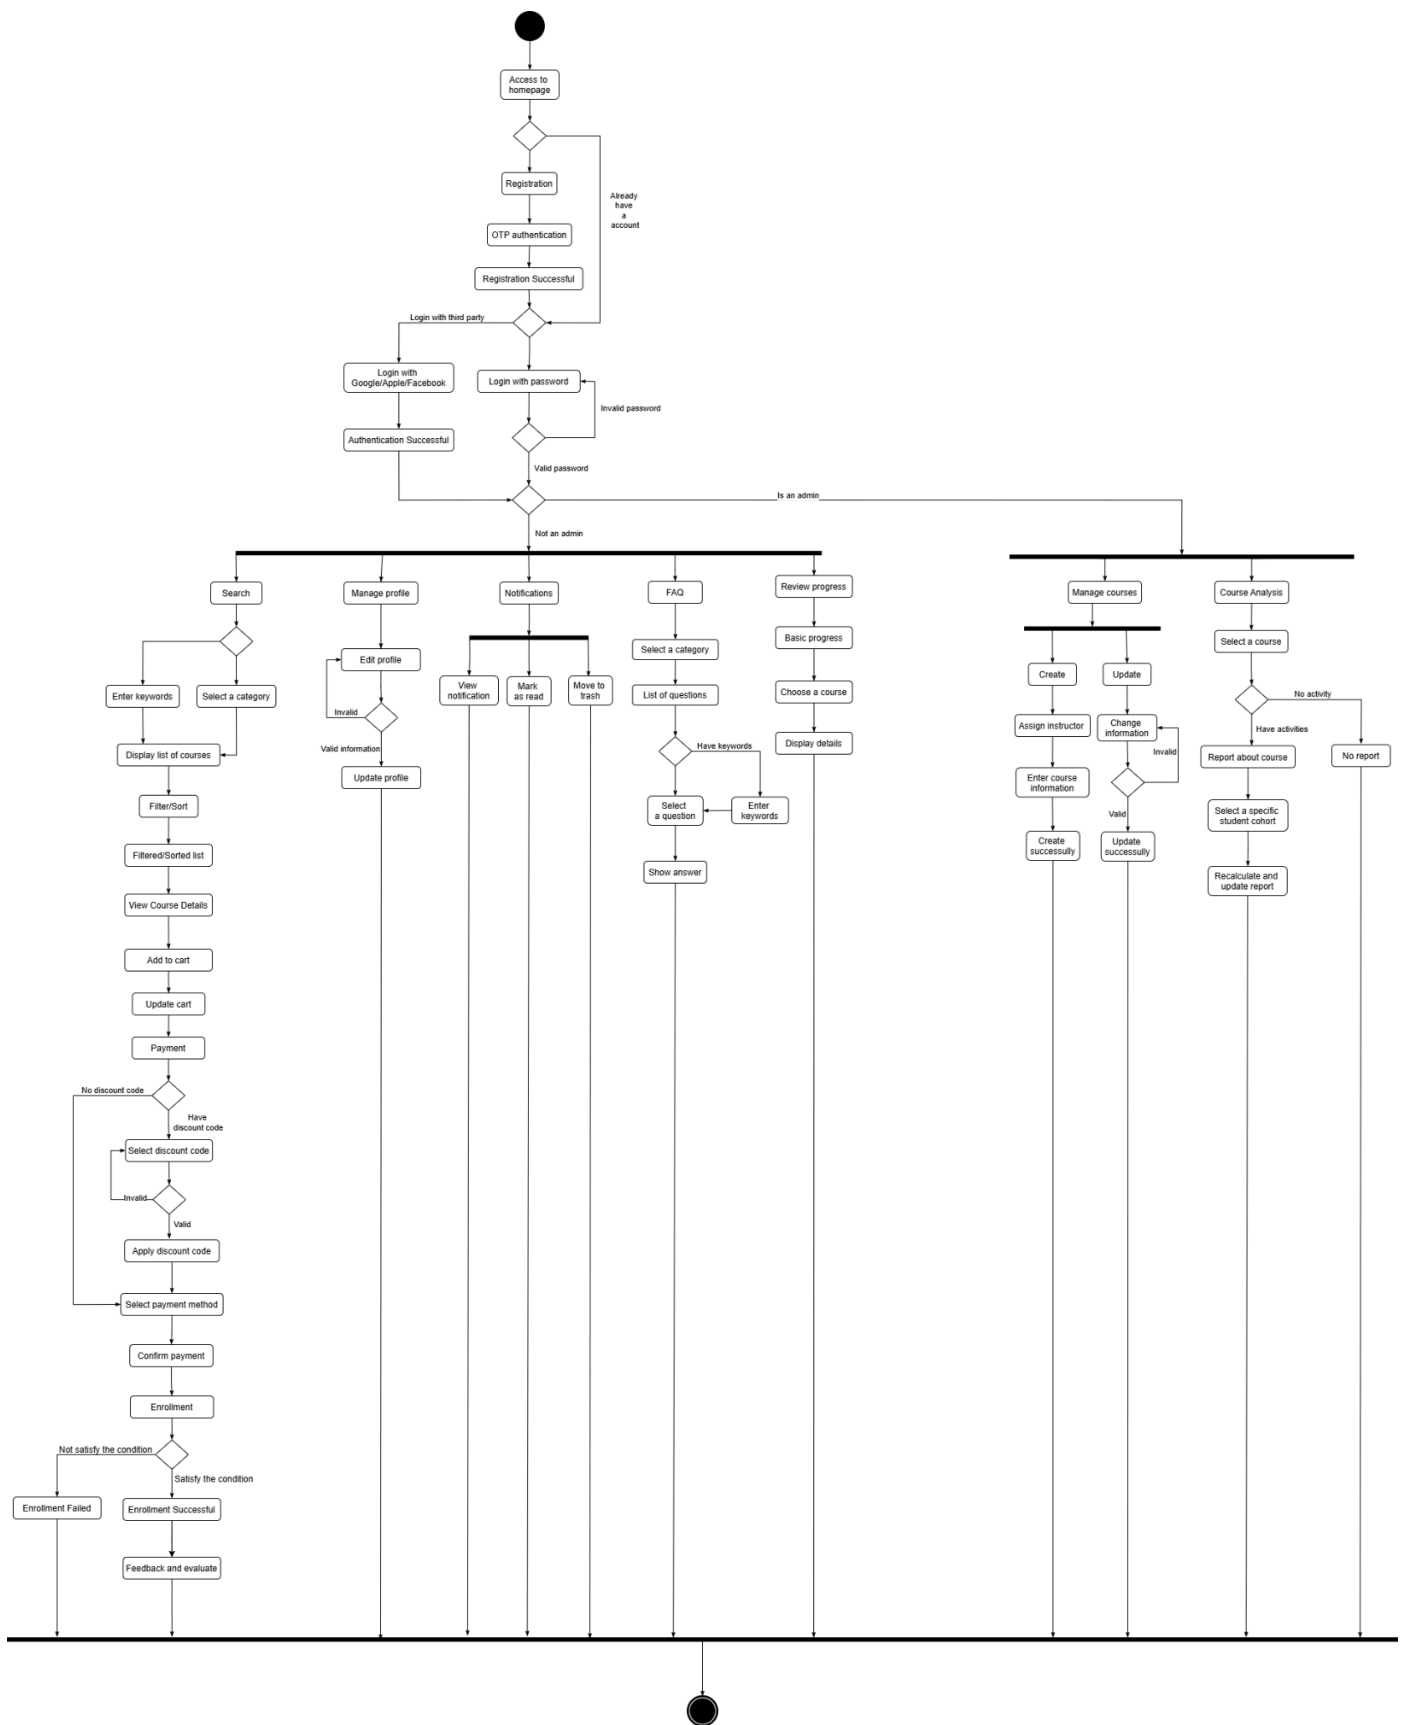 Access to
homepage
Registration
Already
have
a
account
OTP authentication
Registration Successful
Login with third party
Login with
Google/Apple/Facebook
Login with password
Invalid password
Authentication Successful
Valid password
Is an admin
Not an admin
Search
Manage profile
Notifications
FAQ
Review progress
Manage courses
Course Analysis
Basic progress
Select a course
Edit profile
Select a category
Enter keywords
Select a category
View
notification
Mark
as read
Move to
trash
List of questions
Choose a course
Create
Update
No activity
Invalid
Assign instructor
Change
information
Have activities
Valid information
Have keywords
Display details
Invalid
Display list of courses
Report about course
No report
Update profile
Enter course
information
Filter/Sort
Select
a question
Enter
keywords
Valid
Select a specific
student cohort
Filtered/Sorted list
Create
successully
Update
successully
Show answer
Recalculate and
update report
View Course Details
Add to cart
Update cart
Payment
No discount code
Have
discount code
Select discount code
Invalid
Valid
Apply discount code
Select payment method
Confirm payment
Enrollment
Not satisfy the condition
Satisfy the condition
Enrollment Failed
Enrollment Successful
Feedback and evaluate